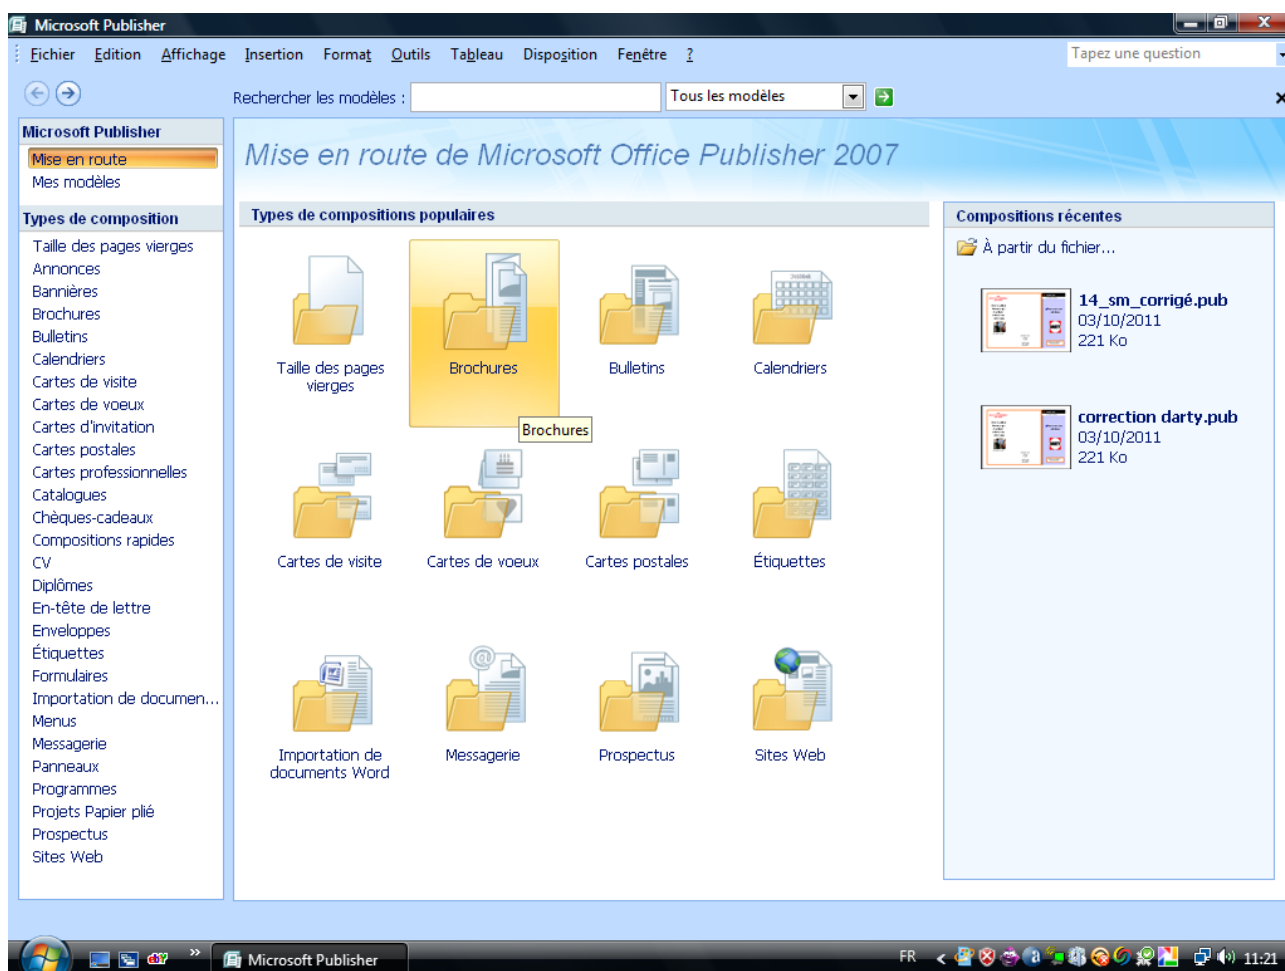 Microsoft Publisher
Fichier Edition Affichage Insertion Format Outils Tableau Disposition Fenêtre ?
Tapez une question
Rechercher les modèles :
Tous les modèles
Microsoft Publisher
Mise en route
Mes modèles
Types de composition
Taille des pages vierges
Annonces
Bannières
Brochures
Bulletins
Calendriers
Cartes de visite
Cartes de voeux
Cartes d'invitation
Cartes postales
Cartes professionnelles
Catalogues
Chèques-cadeaux
Compositions rapides
CV
Diplômes
En-tête de lettre
Enveloppes
Étiquettes
Formulaires
Importation de documen...
Menus
Messagerie
Panneaux
Programmes
Projets Papier plié
Prospectus
Sites Web
Mise en route de Microsoft Office Publisher 2007
Types de compositions populaires
Taille des pages
vierges
Brochures
Bulletins
Calendriers
Brochures
Cartes de visite
Cartes de voeux
Cartes postales
Étiquettes
Importation de
documents Word
Messagerie
Prospectus
Sites Web
Compositions récentes
À partir du fichier...
14_sm_corrigé.pub
03/10/2011
221 Ko
correction darty.pub
03/10/2011
221 Ko
Microsoft Publisher
FR
11:21